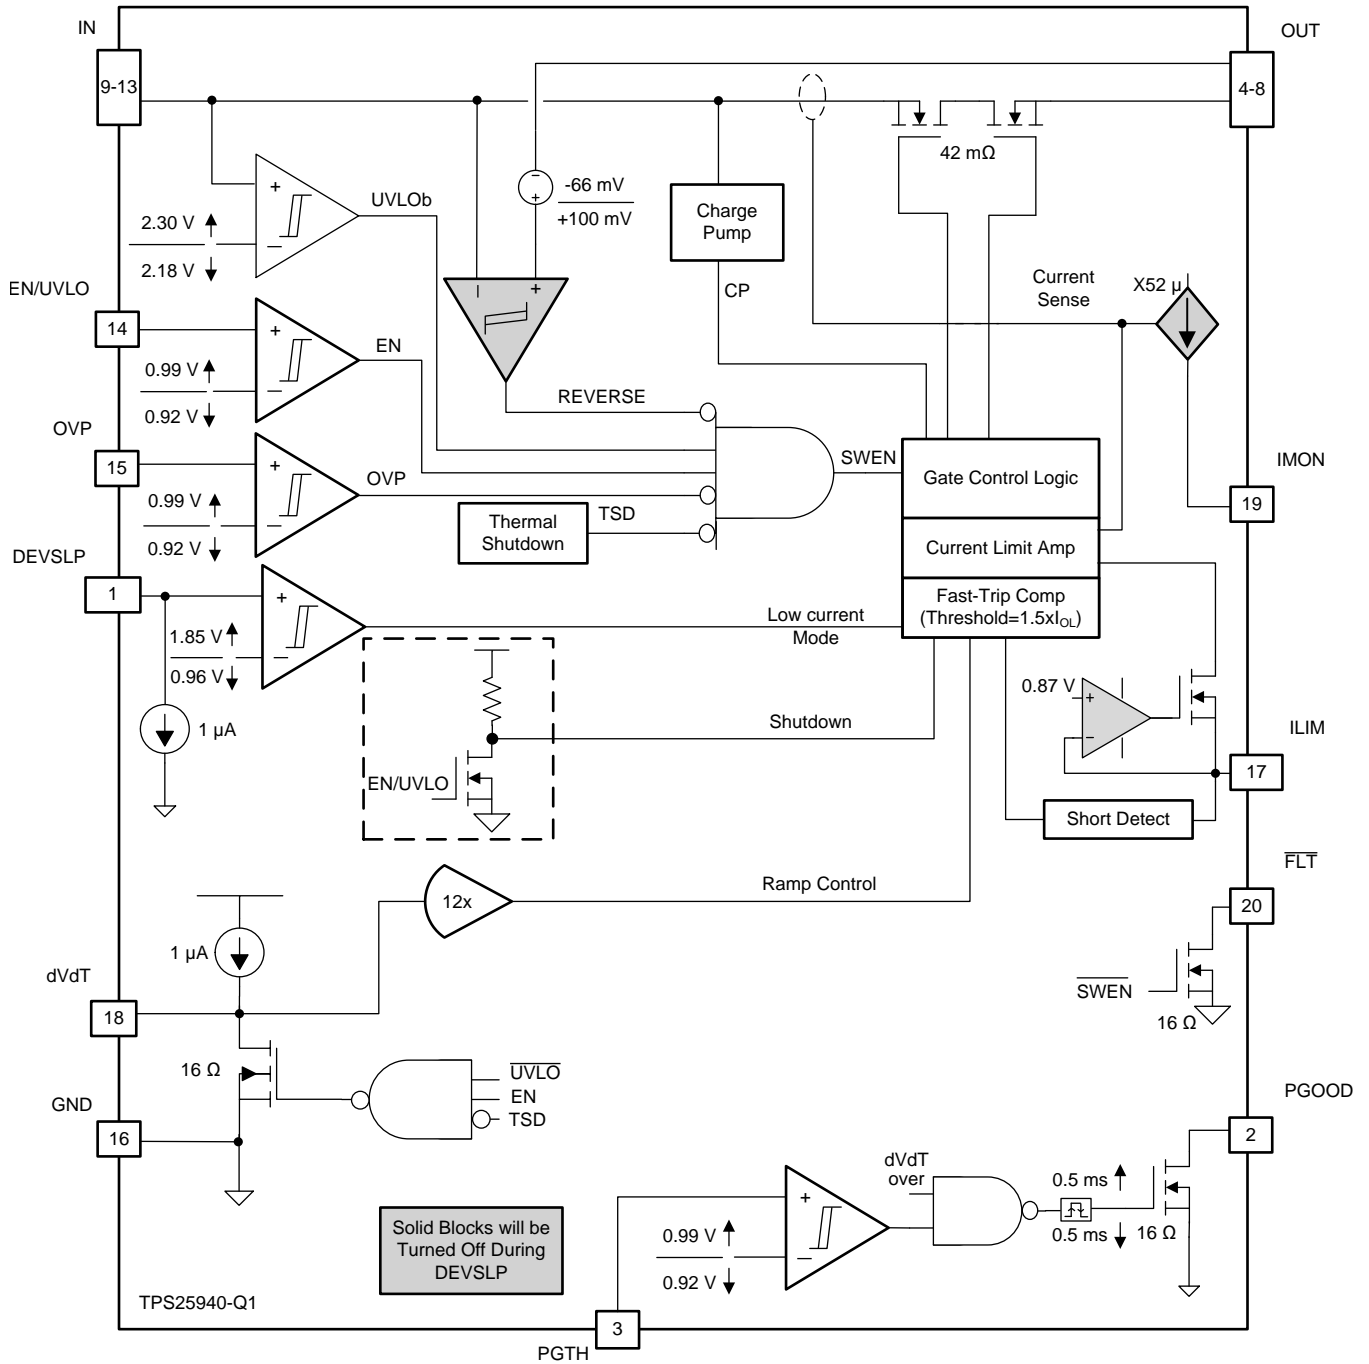 IN
OUT
9-13
4-8
42 mΩ
+
UVLOb
2.30 V
−
2.18 V
−
+
-66 mV
+100 mV
Charge
Pump
CP
Current
Sense
X52 µ
EN/UVLO
14
+
EN
0.99 V
−
0.92 V
−
+
REVERSE
OVP
15
+
OVP
0.99 V
−
0.92 V
Thermal
Shutdown
TSD
SWEN
Gate Control Logic
Current Limit Amp
Fast-Trip Comp
(Threshold=1.5xIOL)
IMON
19
DEVSLP
1
+
1.85 V
−
0.96 V
1 µA
Low current
Mode
Shutdown
EN/UVLO
0.87 V
+
−
ILIM
17
Short Detect
FLT
20
SWEN
16 Ω
12x
Ramp Control
1 µA
dVdT
18
16 Ω
UVLO
EN
TSD
GND
16
PGOOD
2
dVdT
over
0.5 ms
0.5 ms
16 Ω
+
0.99 V
−
0.92 V
Solid Blocks will be
Turned Off During
DEVSLP
TPS25940-Q1
3
PGTH